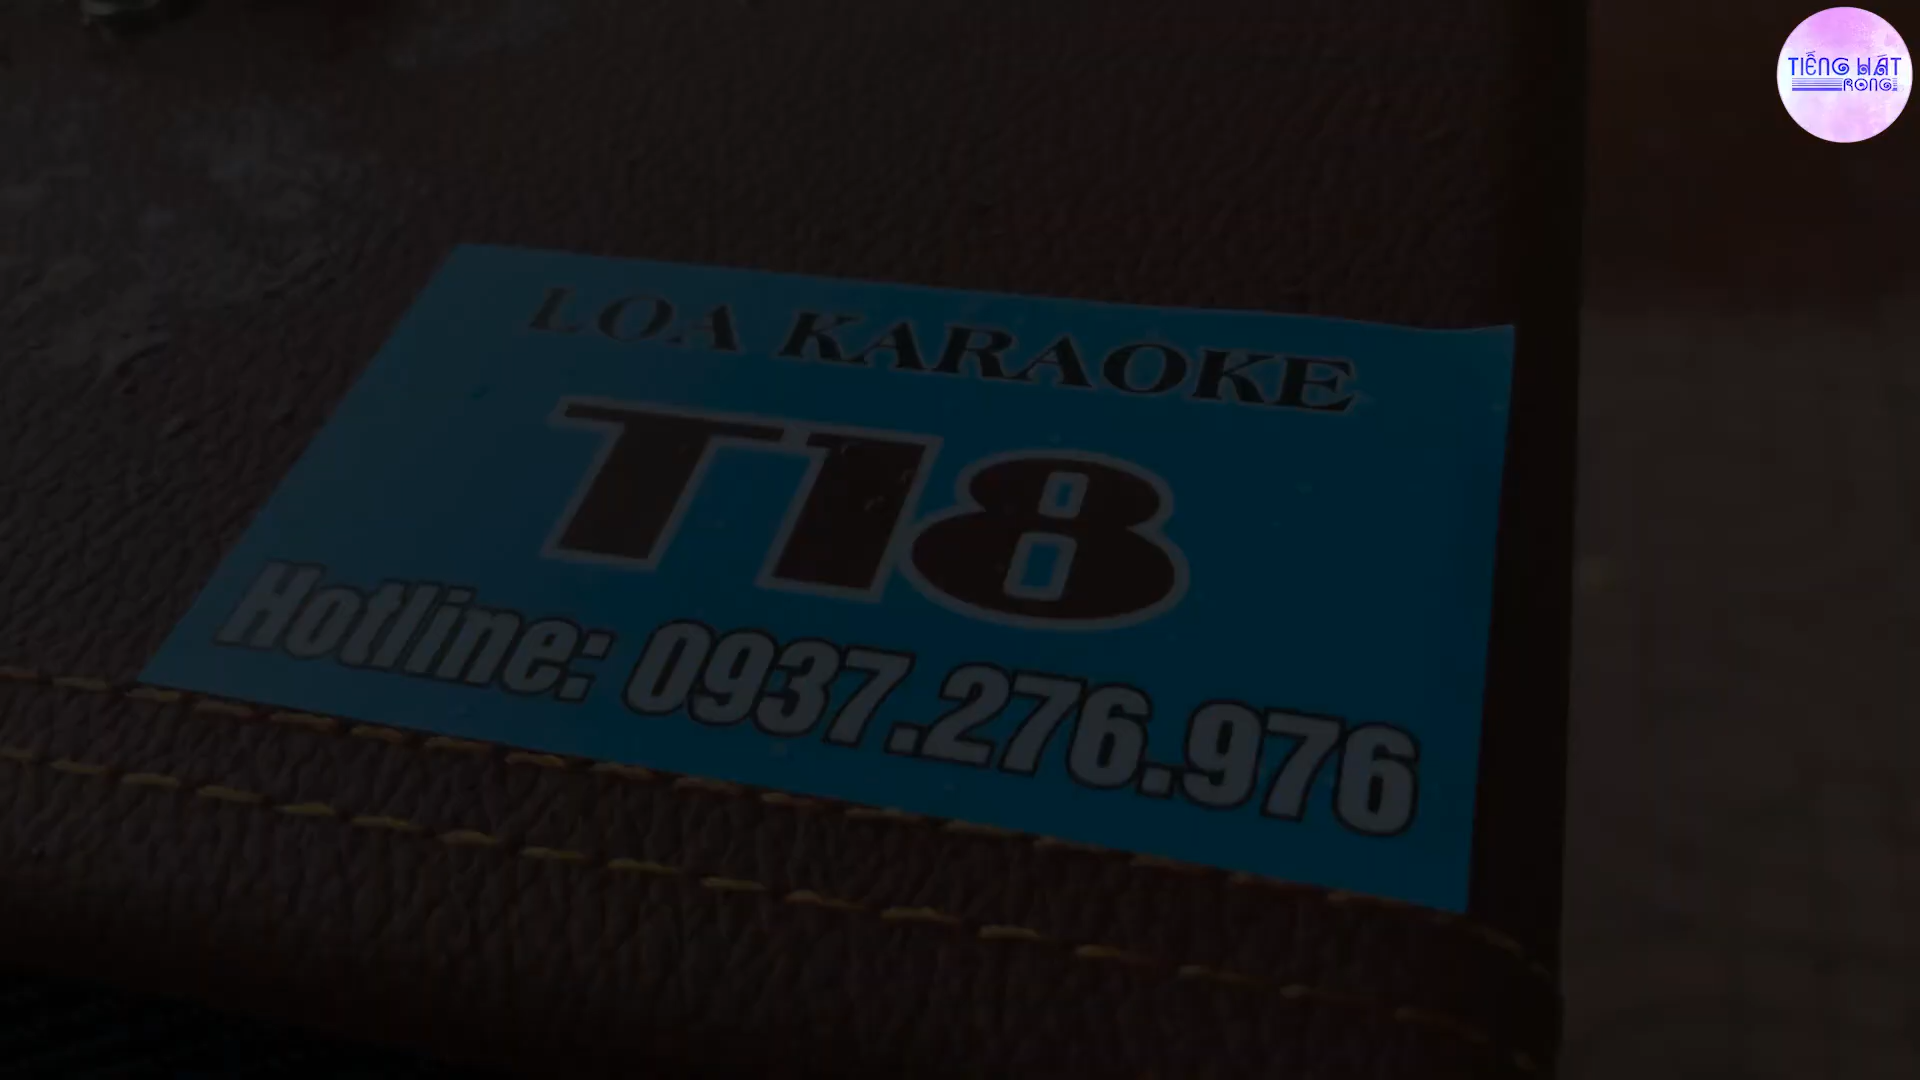 TIẾNG HÁT
RONG
LOA KARAOKE
T18
Hotline: 0937.276.976